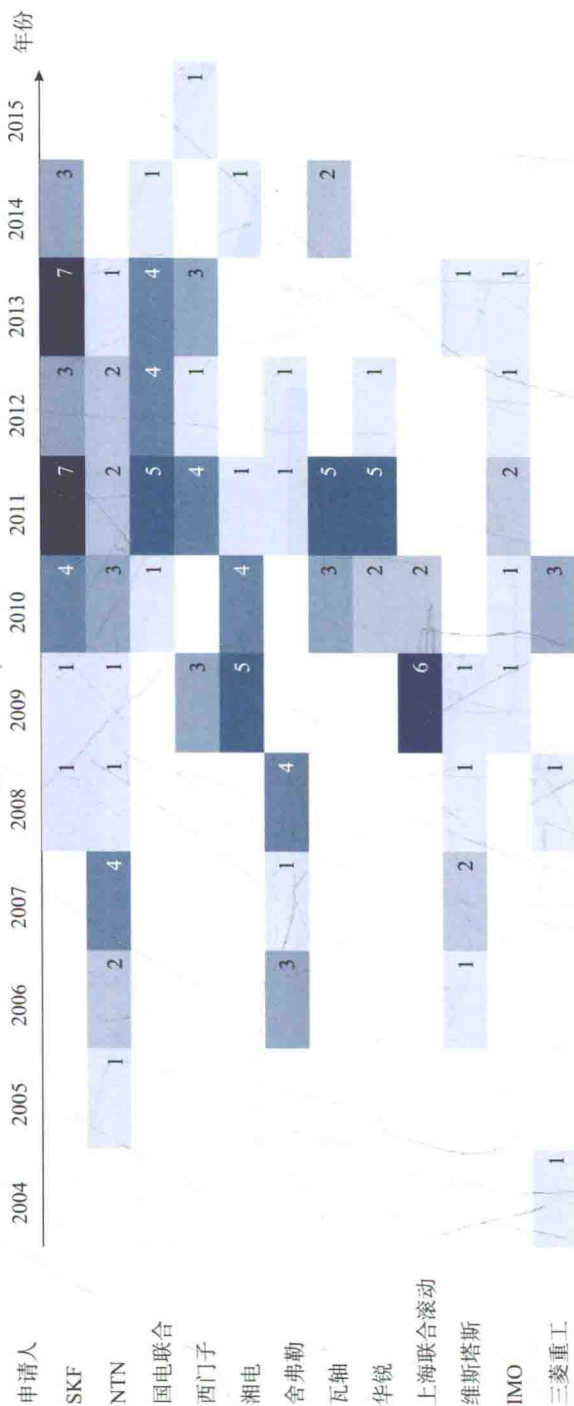 申请人 2004 2005 2006 2007 2008 2009 2010 2011 2012 2013 2014 2015 年份
SKF 1 1 4 7 3 7 3
NTN 1 2 4 1 1 3 2 2 1
国电联合 1 5 4 4 1
西门子 3 4 1 3 1
湘电 5 4 1 1
舍弗勒 3 1 4 1 1
瓦轴 3 5 2
华锐 2 5 1
上海联合滚动 6 2
维斯塔斯 1 2 1 1 1
IMO 1 1 2 1 1
三菱重工 1 1 3